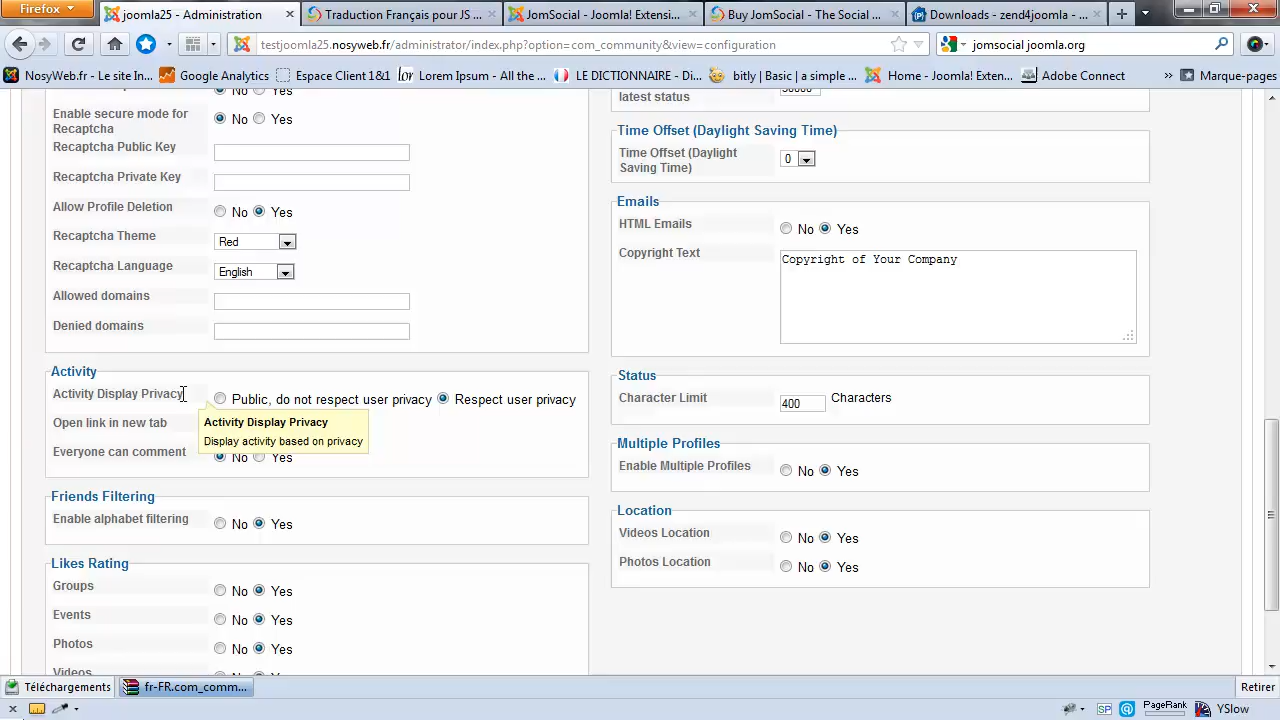 Firefox
joomla25 - Administration
Traduction Français pour JS ...
JomSocial - Joomla! Extensi...
Buy JomSocial - The Social ...
Downloads - zend4joomla - ...
testjoomla25.nosyweb.fr/administrator/index.php?option=com_community&view=configuration
jomsocial joomla.org
NosyWeb.fr - Le site In...
Google Analytics
Espace Client 1&1
Lorem Ipsum - All the ...
LE DICTIONNAIRE - Di...
bitly | Basic | a simple ...
Home - Joomla! Exten...
Adobe Connect
»
Marque-pages
No Yes
Enable secure mode for Recaptcha
No Yes
Recaptcha Public Key
Recaptcha Private Key
Allow Profile Deletion
No Yes
Recaptcha Theme
Red
Recaptcha Language
English
Allowed domains
Denied domains
Activity
Activity Display Privacy
Public, do not respect user privacy Respect user privacy
Activity Display Privacy
Display activity based on privacy
Open link in new tab
Everyone can comment
No Yes
Friends Filtering
Enable alphabet filtering
No Yes
Likes Rating
Groups
No Yes
Events
No Yes
Photos
No Yes
Videos
latest status
Time Offset (Daylight Saving Time)
Time Offset (Daylight
Saving Time)
0
Emails
HTML Emails
No Yes
Copyright Text
Copyright of Your Company
Status
Character Limit
400 Characters
Multiple Profiles
Enable Multiple Profiles
No Yes
Location
Videos Location
No Yes
Photos Location
No Yes
Téléchargements
fr-FR.com_comm...
Retirer
SP
PageRank
YSlow